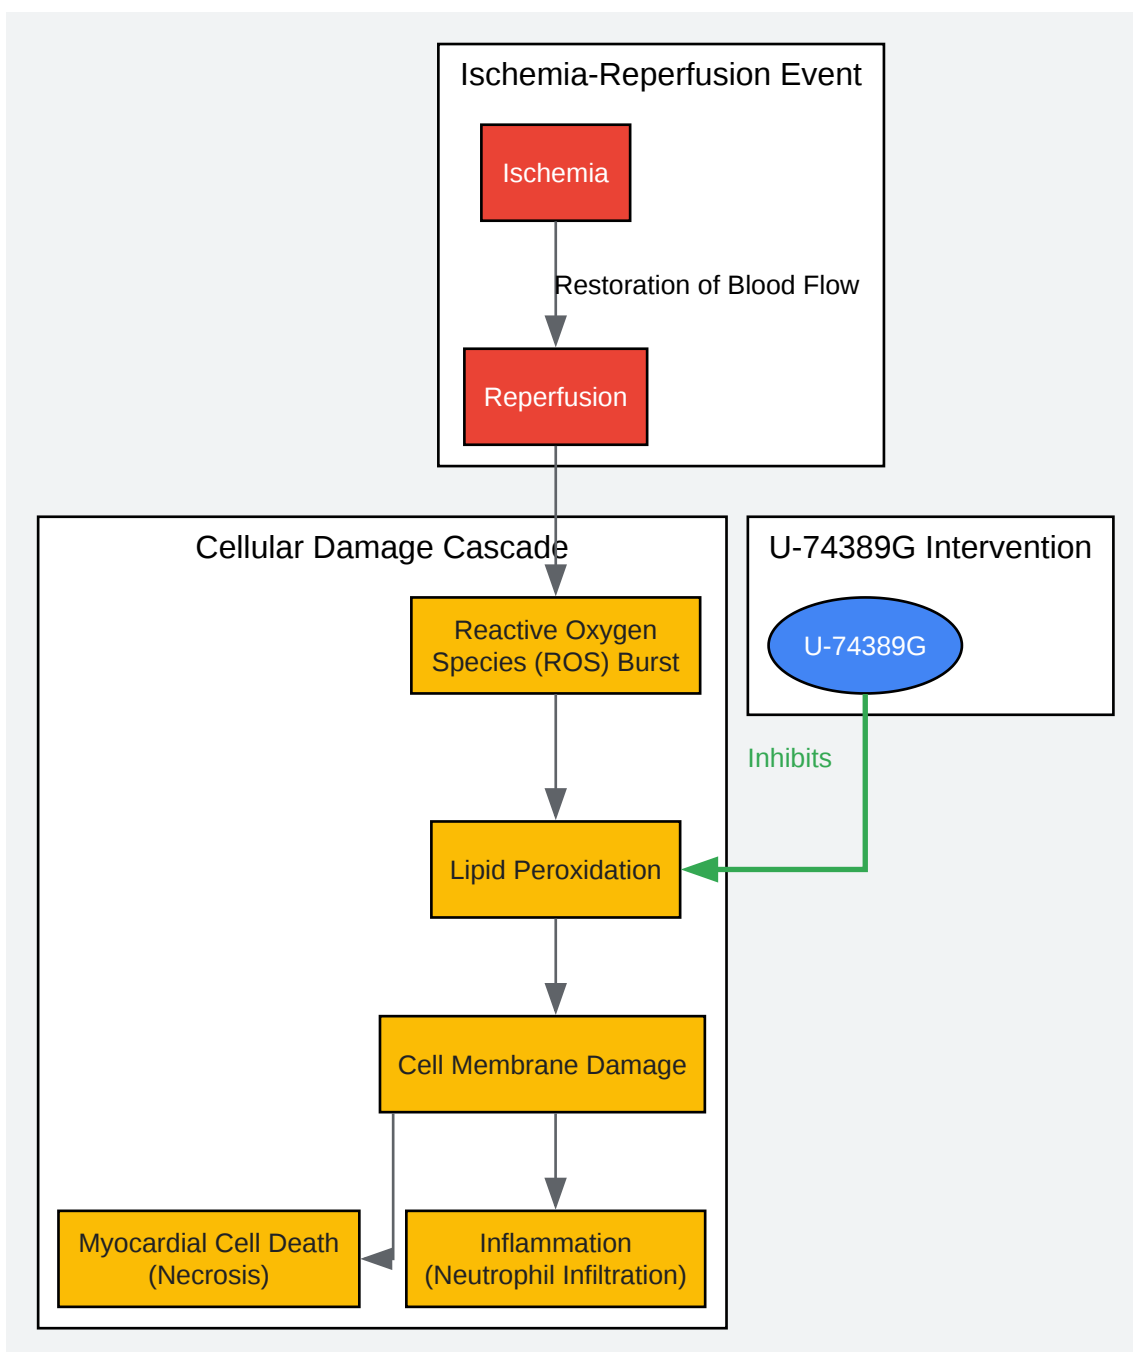 Ischemia-Reperfusion Event
Ischemia
Restoration of Blood Flow
Reperfusion
Cellular Damage Cascade
U-74389G Intervention
Reactive Oxygen
Species (ROS) Burst
U-74389G
Inhibits
Lipid Peroxidation
Cell Membrane Damage
Myocardial Cell Death
(Necrosis)
Inflammation
(Neutrophil Infiltration)